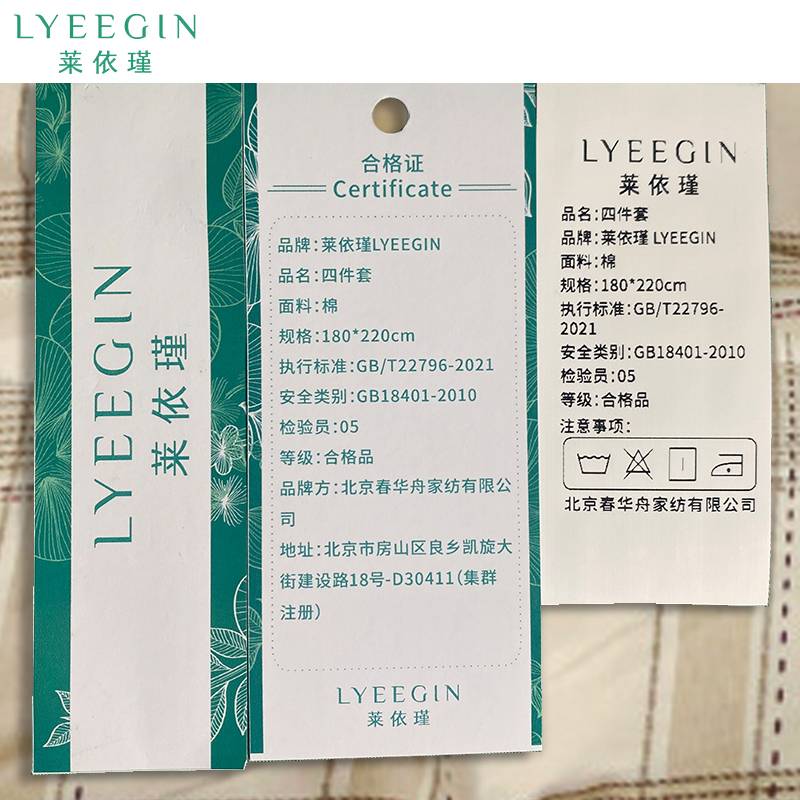 LYEEGIN
莱依瑾
LYEEGIN
莱依瑾
合格证
Certificate
品牌:莱依瑾LYEEGIN
品名:四件套
面料:棉
规格:180*220cm
执行标准:GB/T22796-2021
安全类别:GB18401-2010
检验员:05
等级:合格品
品牌方:北京春华舟家纺有限公
司
地址:北京市房山区良乡凯旋大
街建设路18号-D30411(集群
注册)
LYEEGIN
莱依瑾
LYEEGIN
莱依瑾
品名:四件套
品牌:莱依瑾 LYEEGIN
面料:棉
规格:180*220cm
执行标准:GB/T22796-
2021
安全类别:GB18401-2010
检验员:05
等级:合格品
注意事项:
北京春华舟家纺有限公司